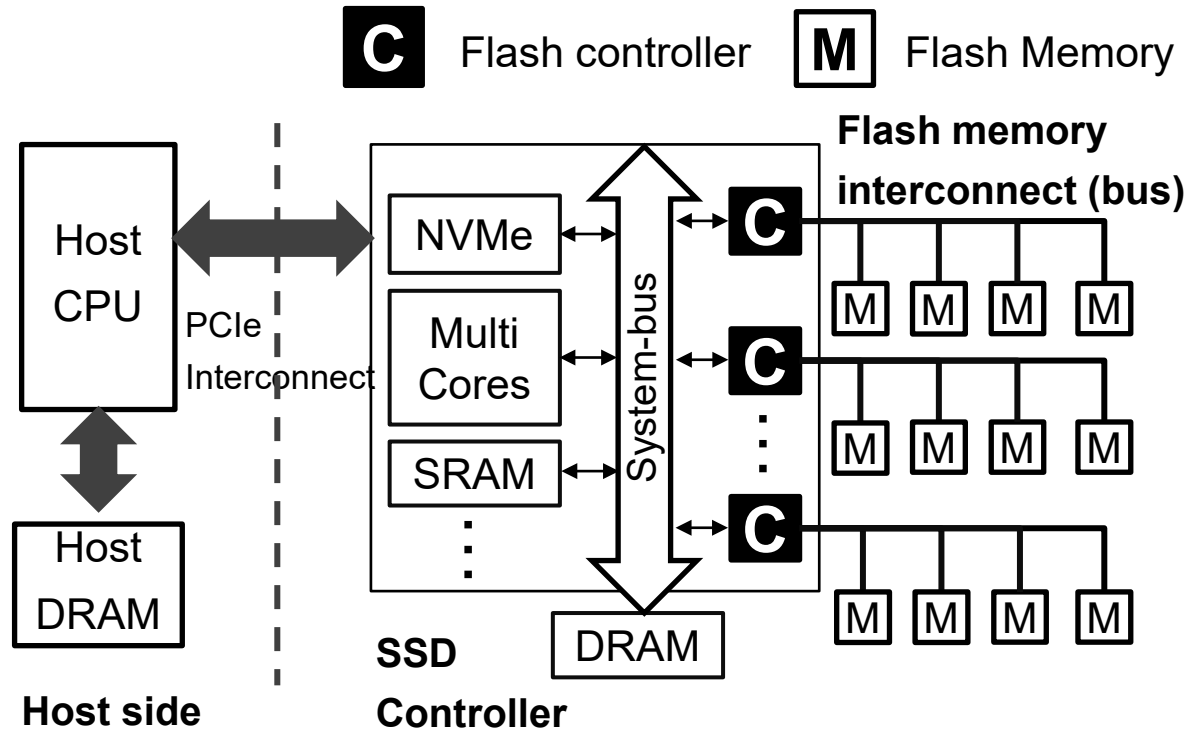 C Flash controller M Flash Memory
Flash memory
interconnect (bus)
Host
CPU
PCIe
Interconnect
Host
DRAM
Host side
NVMe
Multi
Cores
SRAM
System-bus
DRAM
SSD
Controller
C
M M M M
C
M M M M
C
M M M M